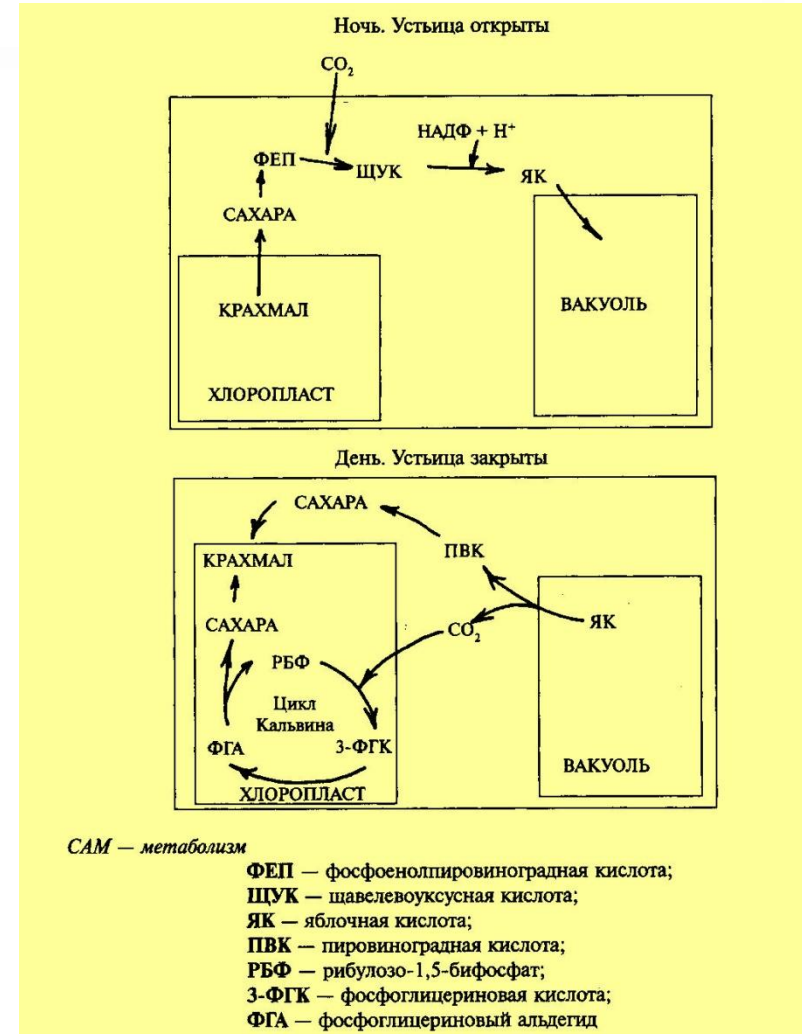 Ночь. Устьица открыты
CO₂
НАДФ + H⁺
ФЕП
ЩУК
ЯК
САХАРА
КРАХМАЛ
ВАКУОЛЬ
ХЛОРОПЛАСТ
День. Устьица закрыты
САХАРА
ПВК
КРАХМАЛ
ЯК
САХАРА
CO₂
РБФ
Цикл
Кальвина
ФГА
3-ФГК
ВАКУОЛЬ
ХЛОРОПЛАСТ
САМ — метаболизм
ФЕП — фосфоенолпировиноградная кислота;
ЩУК — щавелевоуксусная кислота;
ЯК — яблочная кислота;
ПВК — пировиноградная кислота;
РБФ — рибулозо-1,5-бифосфат;
3-ФГК — фосфоглицериновая кислота;
ФГА — фосфоглицериновый альдегид